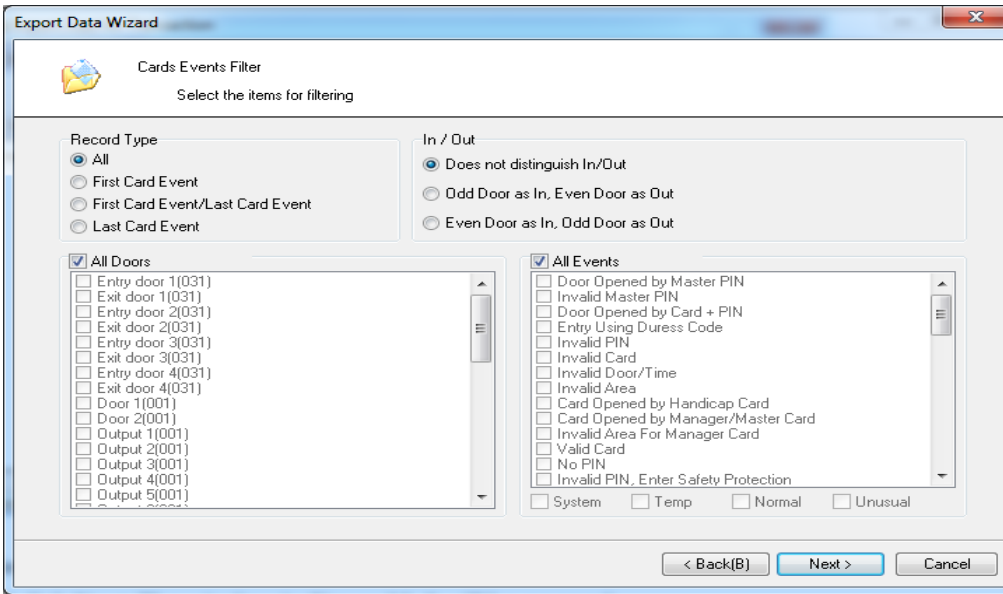 Export Data Wizard
Cards Events Filter
Select the items for filtering
Record Type
All
First Card Event
First Card Event/Last Card Event
Last Card Event
In / Out
Does not distinguish In/Out
Odd Door as In, Even Door as Out
Even Door as In, Odd Door as Out
All Doors
Entry door 1(031)
Exit door 1(031)
Entry door 2(031)
Exit door 2(031)
Entry door 3(031)
Exit door 3(031)
Entry door 4(031)
Exit door 4(031)
Door 1(001)
Door 2(001)
Output 1(001)
Output 2(001)
Output 3(001)
Output 4(001)
Output 5(001)
All Events
Door Opened by Master PIN
Invalid Master PIN
Door Opened by Card + PIN
Entry Using Duress Code
Invalid PIN
Invalid Card
Invalid Door/Time
Invalid Area
Card Opened by Handicap Card
Card Opened by Manager/Master Card
Invalid Area For Manager Card
Valid Card
No PIN
Invalid PIN, Enter Safety Protection
System
Temp
Normal
Unusual
< Back(B)
Next >
Cancel